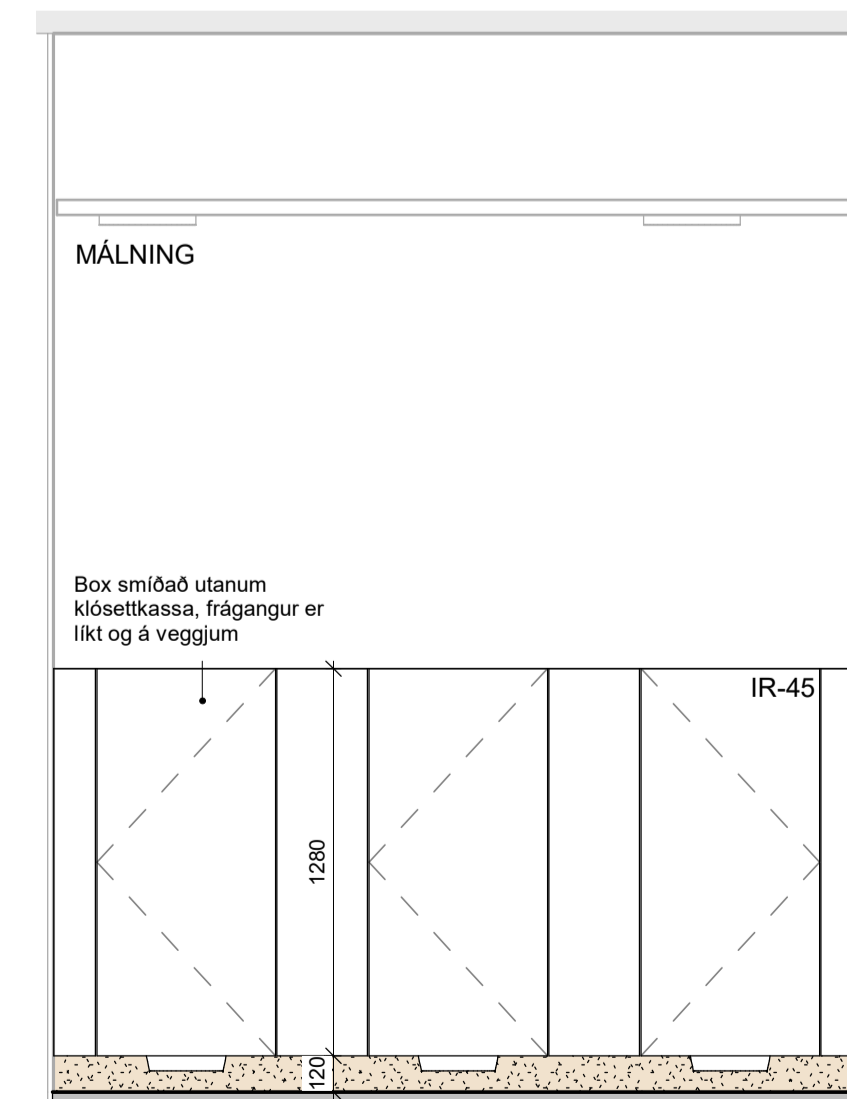 MÁLNING
Box smíðað utanum
klósettkassa, frágangur er
líkt og á veggjum
IR-45
1280
120